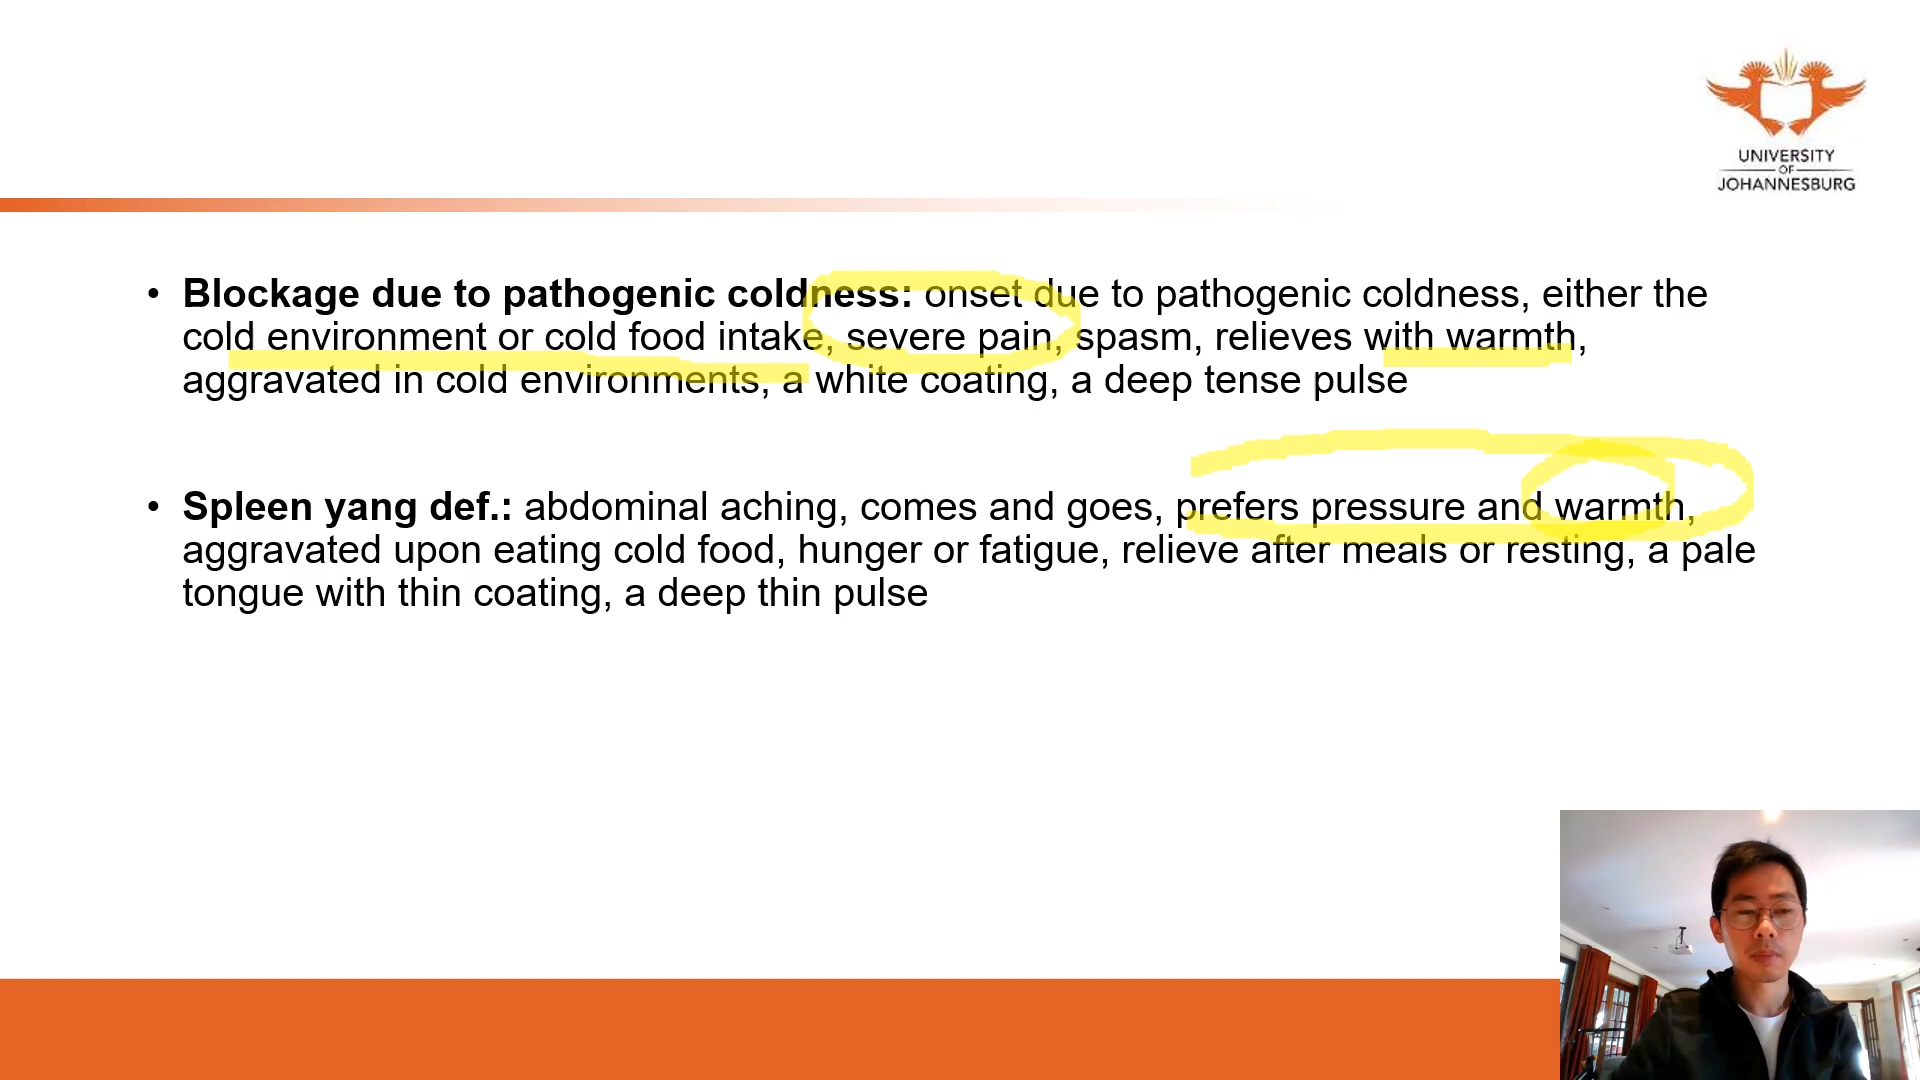 UNIVERSITY
OF
JOHANNESBURG
• Blockage due to pathogenic coldness: onset due to pathogenic coldness, either the
cold environment or cold food intake, severe pain, spasm, relieves with warmth,
aggravated in cold environments, a white coating, a deep tense pulse
• Spleen yang def.: abdominal aching, comes and goes, prefers pressure and warmth,
aggravated upon eating cold food, hunger or fatigue, relieve after meals or resting, a pale
tongue with thin coating, a deep thin pulse